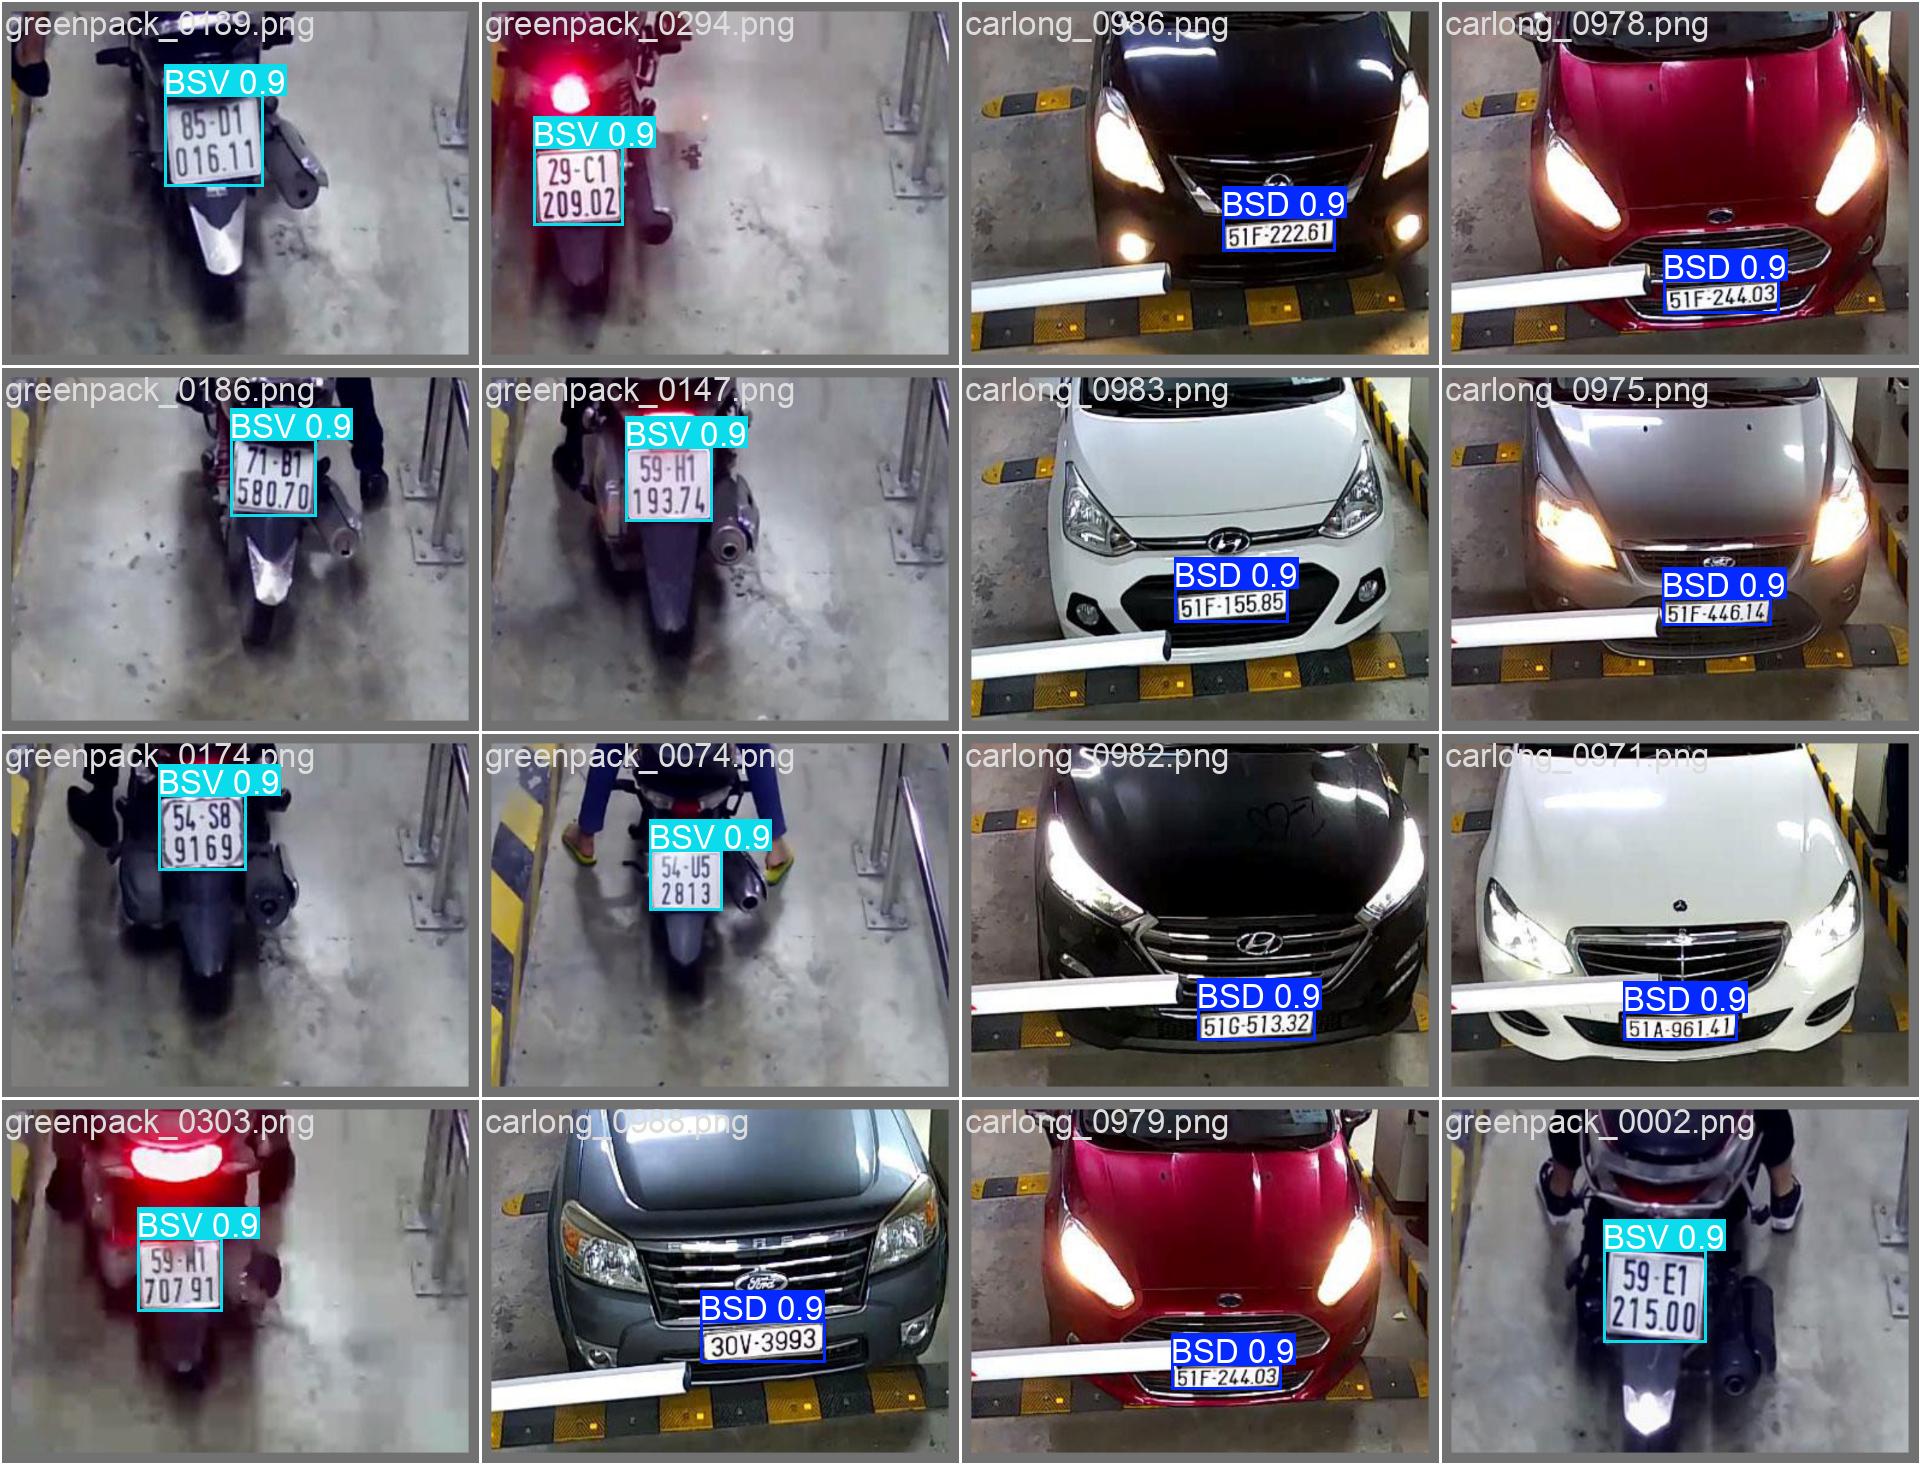 greenpack_0189.png
BSV 0.9
85-D1
016.11
greenpack_0294.png
BSV 0.9
29-C1
209.02
carlong_0986.png
BSD 0.9
51F-222.61
carlong_0978.png
BSD 0.9
51F-244.03
greenpack_0186.png
BSV 0.9
71-B1
580.70
greenpack_0147.png
BSV 0.9
59-H1
193.74
carlong_0983.png
BSD 0.9
51F-155.85
carlong_0975.png
BSD 0.9
51F-446.14
greenpack_0174.png
BSV 0.9
54-S8
9169
greenpack_0074.png
BSV 0.9
54-U5
2813
carlong_0982.png
BSD 0.9
51G-513.32
carlong_0971.png
BSD 0.9
51A-961.41
greenpack_0303.png
BSV 0.9
707.91
carlong_0988.png
EVEREST
Ford
BSD 0.9
30V-3993
carlong_0979.png
BSD 0.9
51F-244.03
greenpack_0002.png
BSV 0.9
59-E1
215.00